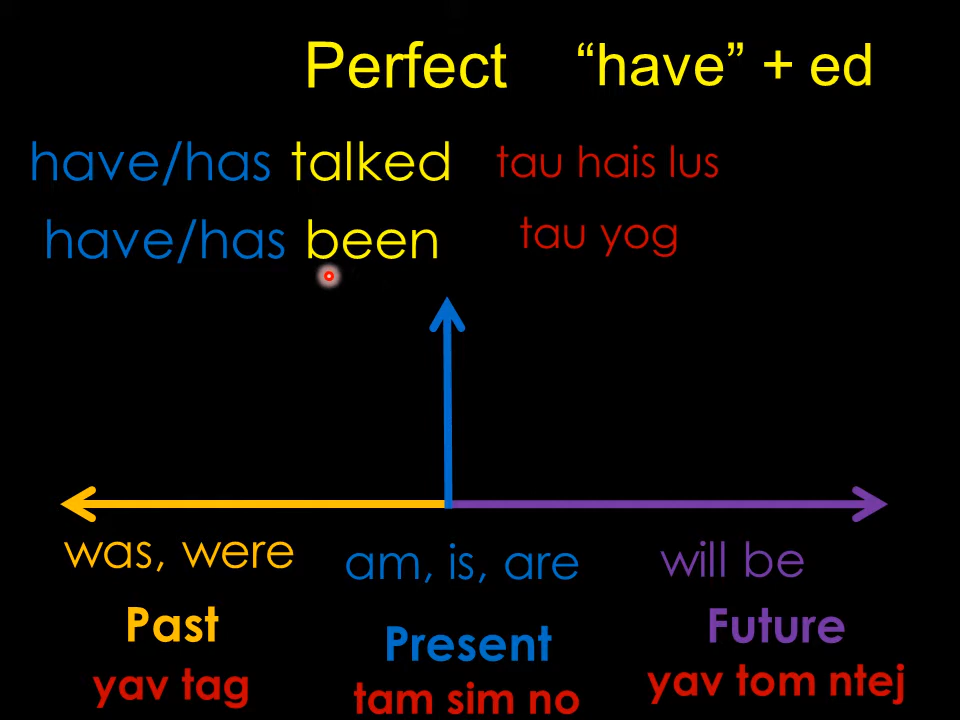 Perfect “have” + ed
have/has talked tau hais lus
have/has been tau yog
was, were am, is, are will be
Past Present Future
yav tag tam sim no yav tom ntej